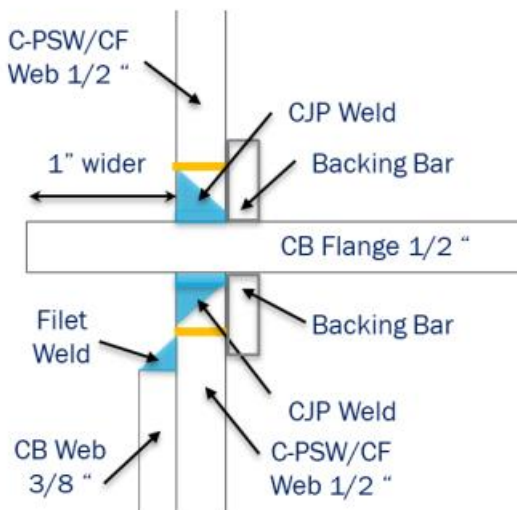 C-PSW/CF
Web 1/2 “
CJP Weld
1” wider
Backing Bar
CB Flange 1/2 “
Filet
Weld
Backing Bar
CJP Weld
CB Web
3/8 “
C-PSW/CF
Web 1/2 “